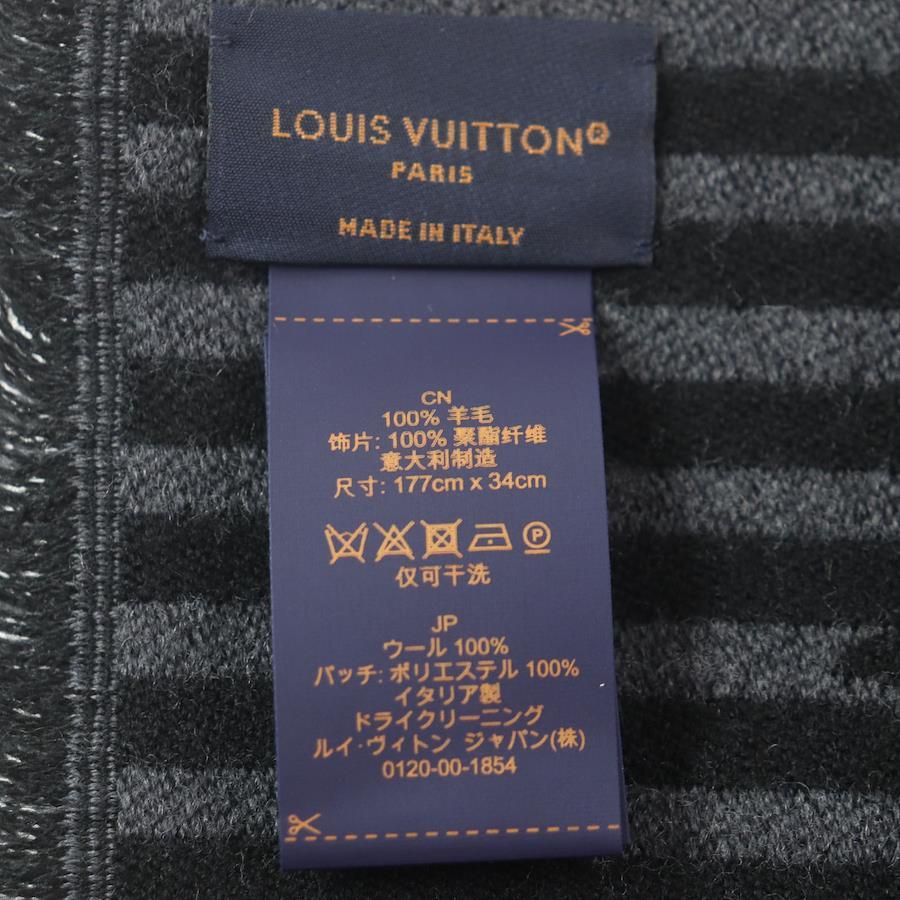 LOUIS VUITTON®
PARIS
MADE IN ITALY
CN
100% 羊毛
饰片: 100% 聚酯纤维
意大利制造
尺寸: 177cm x 34cm
P
仅可干洗
JP
ウール 100%
パッチ: ポリエステル 100%
イタリア製
ドライクリーニング
ルイ･ヴィトン ジャパン(株)
0120-00-1854